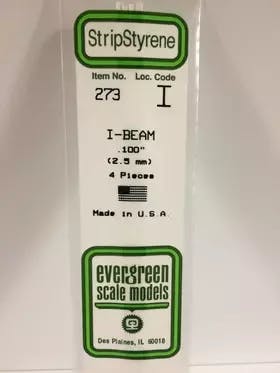 StripStyrene
Item No. Loc. Code
273 I
I-BEAM
.100"
(2.5 mm)
4 Pieces
Made in U.S.A.
evergreen
scale models
Des Plaines, IL 60018